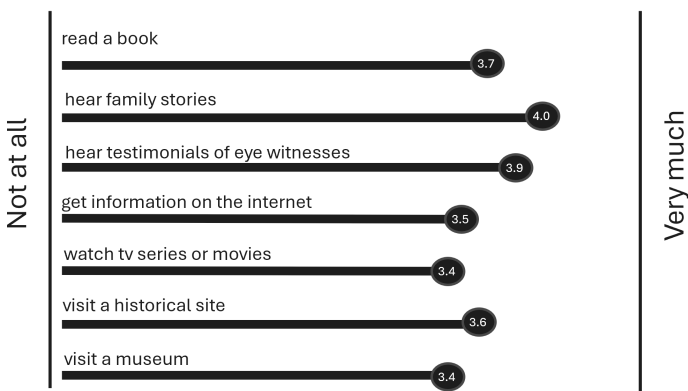 Not at all
read a book
3.7
hear family stories
4.0
hear testimonials of eye witnesses
3.9
get information on the internet
3.5
watch tv series or movies
3.4
visit a historical site
3.6
visit a museum
3.4
Very much